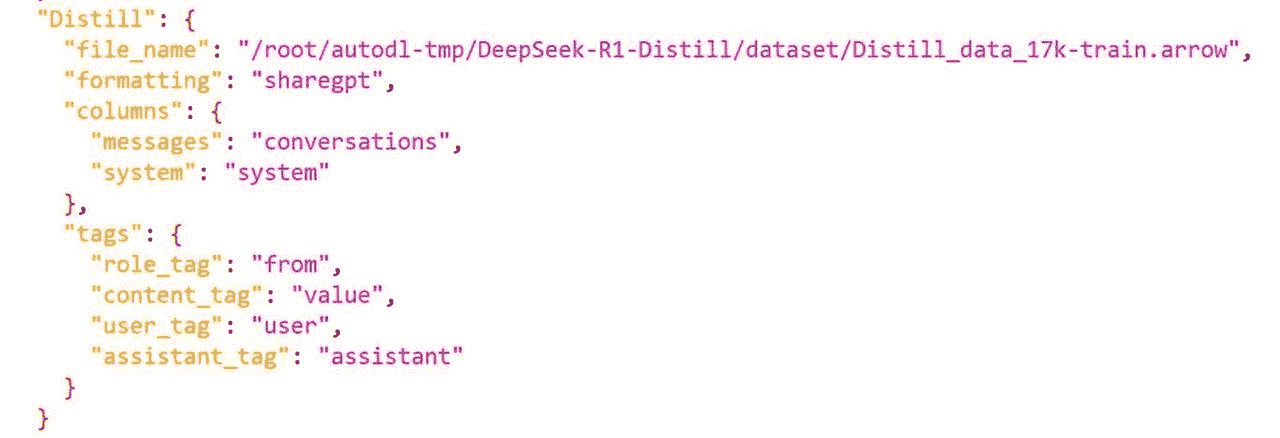 "Distill": {
"file_name": "/root/autodl-tmp/DeepSeek-R1-Distill/dataset/Distill_data_17k-train.arrow",
"formatting": "sharegpt",
"columns": {
"messages": "conversations",
"system": "system"
},
"tags": {
"role_tag": "from",
"content_tag": "value",
"user_tag": "user",
"assistant_tag": "assistant"
}
}